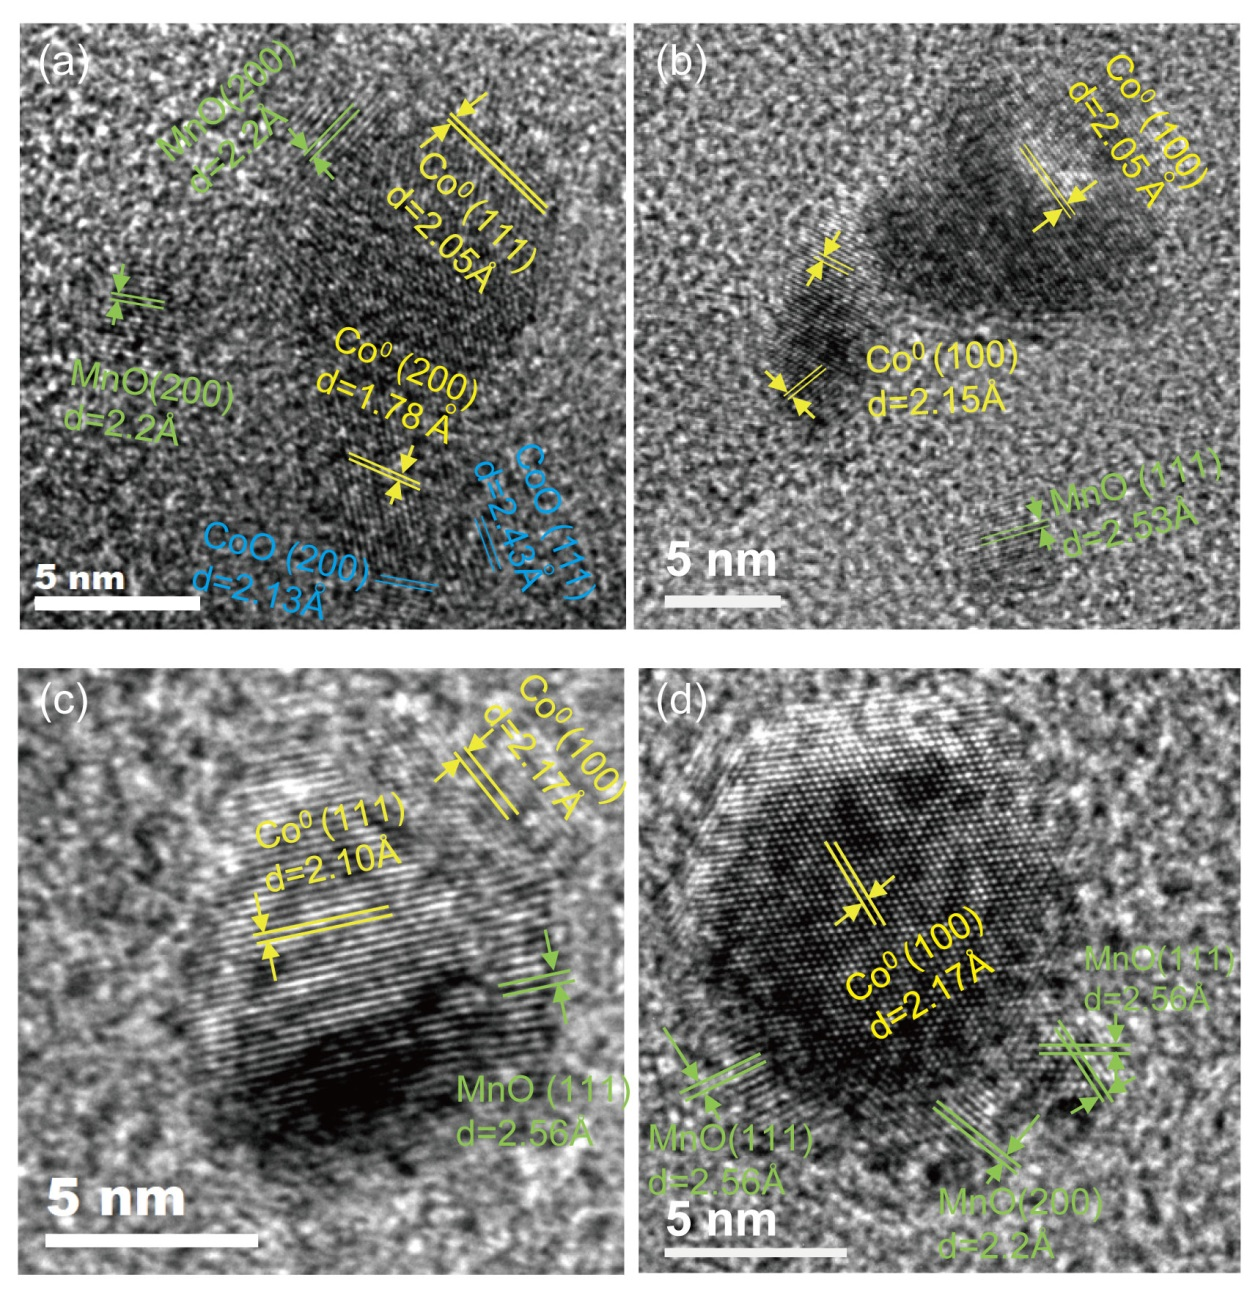 (a)
MnO(200)
d=2.2Å
Co⁰ (111)
d=2.05Å
MnO(200)
d=2.2Å
Co⁰ (200)
d=1.78 Å
CoO (200)
d=2.13Å
CoO (111)
d=2.43Å
5 nm
(b)
Co⁰ (100)
d=2.05 Å
Co⁰ (100)
d=2.15Å
MnO (111)
d=2.53Å
5 nm
(c)
Co⁰ (100)
d=2.17Å
Co⁰ (111)
d=2.10Å
MnO (111)
d=2.56Å
5 nm
(d)
Co⁰ (100)
d=2.17Å
MnO(111)
d=2.56Å
MnO(111)
d=2.56Å
MnO(200)
d=2.2Å
5 nm